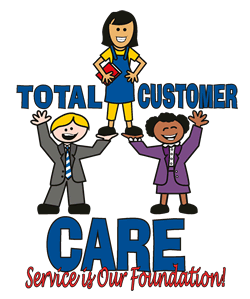 TOTAL CUSTOMER
CARE
Service is Our Foundation!